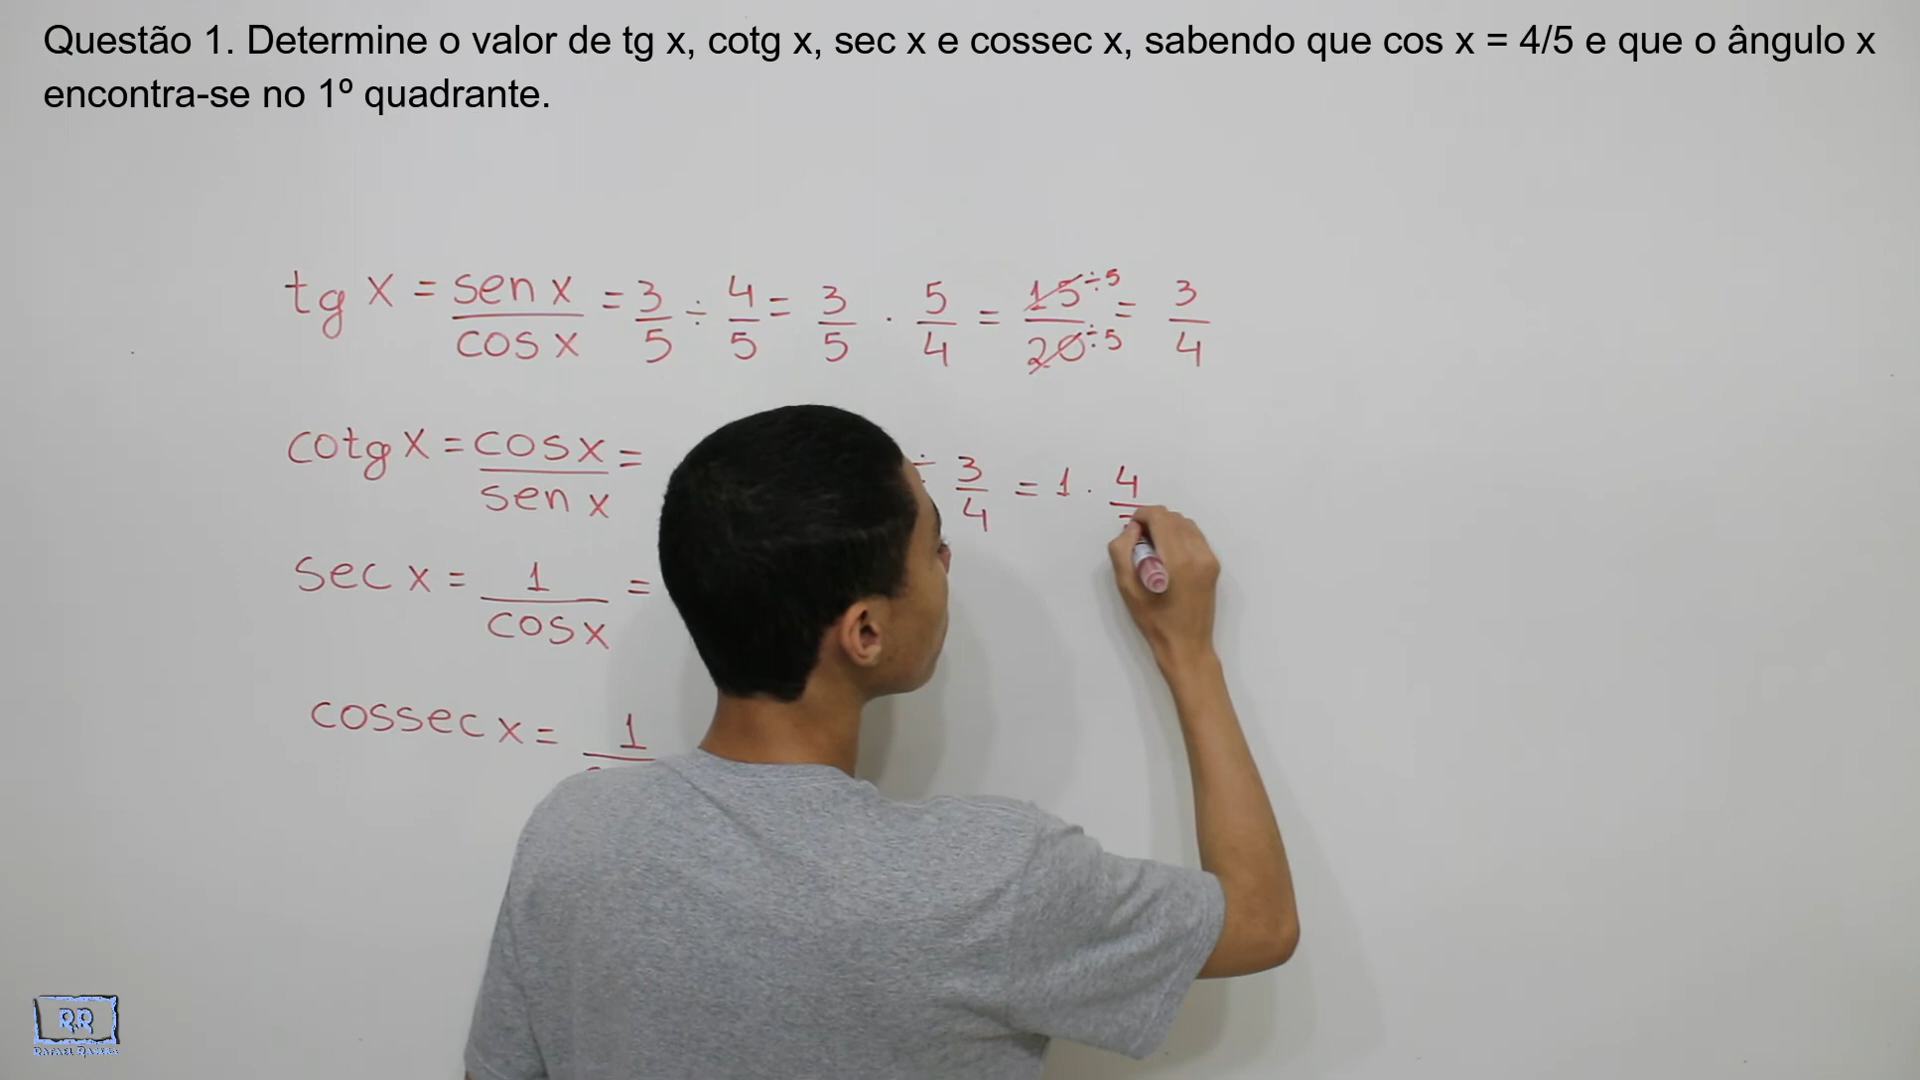 Questão 1. Determine o valor de tg x, cotg x, sec x e cossec x, sabendo que cos x = 4/5 e que o ângulo x
encontra-se no 1º quadrante.
tg x = sen x / cos x = 3/5 ÷ 4/5 = 3/5 . 5/4 = 15÷5 / 20÷5 = 3/4
cotg x = cos x / sen x = ÷ 3/4 = 1 . 4
sec x = 1 / cos x =
cossec x = 1
RR